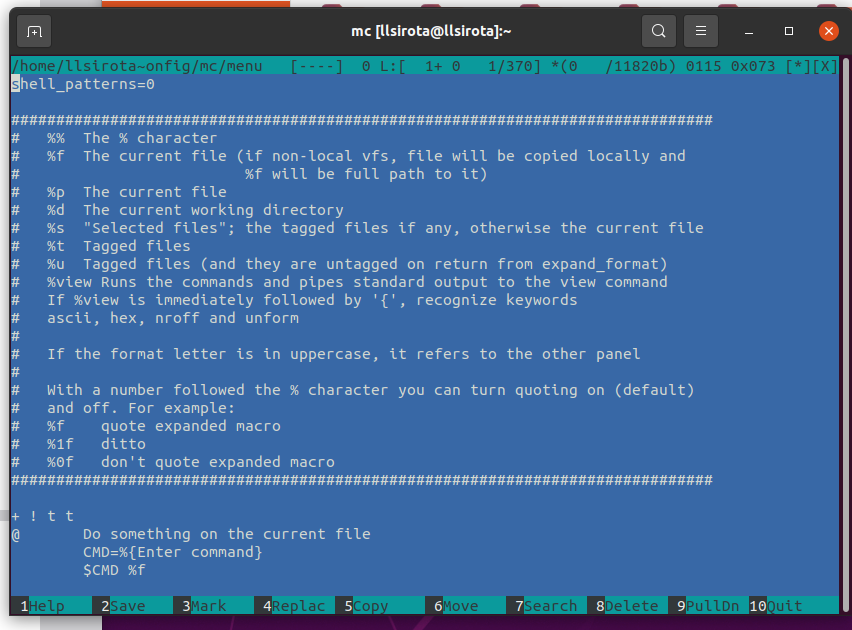 mc [llsirota@llsirota]:~
/home/llsirota~onfig/mc/menu   [----]  0 L:[  1+ 0   1/370] *(0   /11820b) 0115 0x073 [*][X]
shell_patterns=0
##############################################################################
#   %%  The % character
#   %f  The current file (if non-local vfs, file will be copied locally and
#                         %f will be full path to it)
#   %p  The current file
#   %d  The current working directory
#   %s  "Selected files"; the tagged files if any, otherwise the current file
#   %t  Tagged files
#   %u  Tagged files (and they are untagged on return from expand_format)
#   %view Runs the commands and pipes standard output to the view command
#   If %view is immediately followed by '{', recognize keywords
#   ascii, hex, nroff and unform
#
#   If the format letter is in uppercase, it refers to the other panel
#
#   With a number followed the % character you can turn quoting on (default)
#   and off. For example:
#   %f    quote expanded macro
#   %1f   ditto
#   %0f   don't quote expanded macro
##############################################################################
+ ! t t
@       Do something on the current file
        CMD=%{Enter command}
        $CMD %f
1Help  2Save  3Mark  4Replac  5Copy  6Move  7Search  8Delete  9PullDn  10Quit